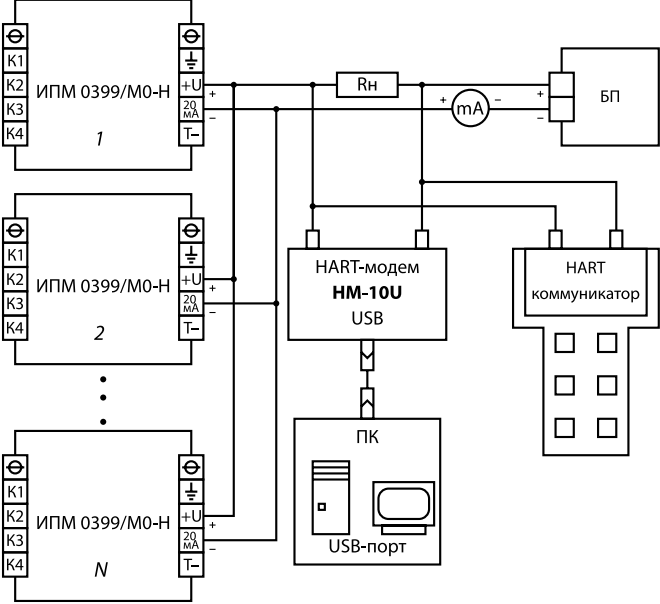 K1
K2
K3
K4
ИПМ 0399/М0-Н
1
+U
20
мА
T–
+
–
Rн
+
mA
–
+
–
БП
K1
K2
K3
K4
ИПМ 0399/М0-Н
2
+U
20
мА
T–
+
–
HART-модем
HM-10U
USB
HART
коммуникатор
ПК
USB-порт
K1
K2
K3
K4
ИПМ 0399/М0-Н
N
+U
20
мА
T–
+
–